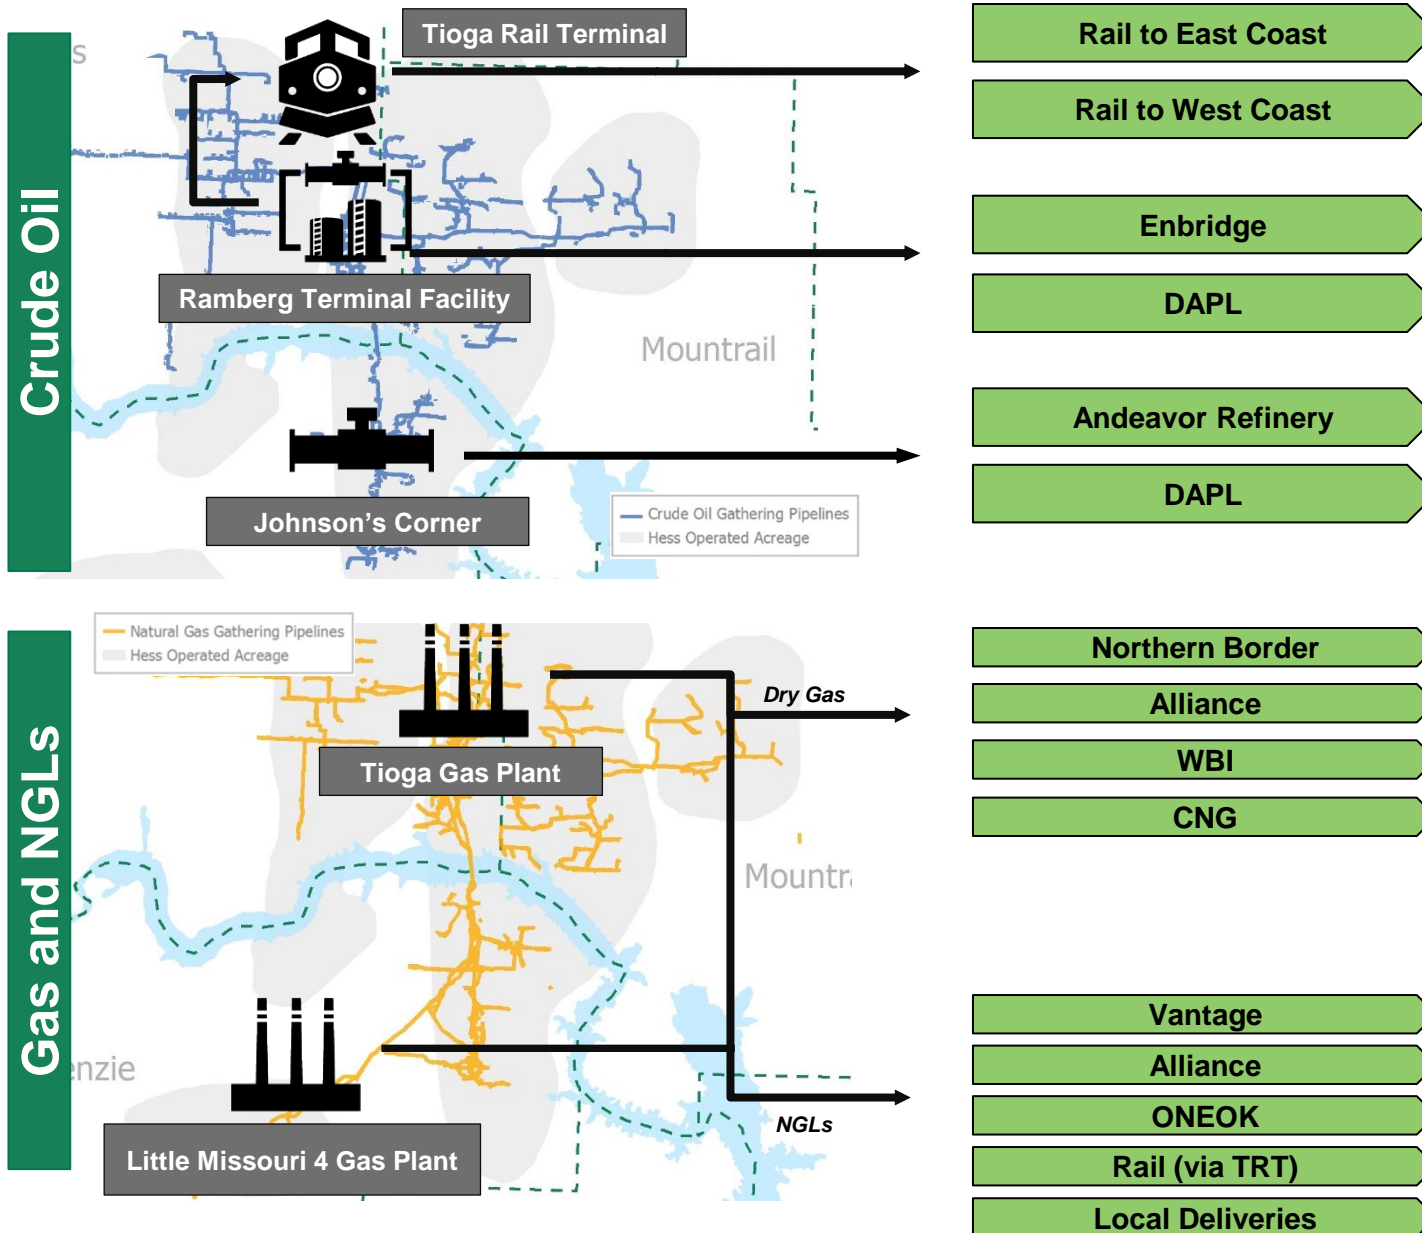 Crude Oil
s
Tioga Rail Terminal
Ramberg Terminal Facility
Mountrail
Johnson's Corner
Crude Oil Gathering Pipelines
Hess Operated Acreage
Rail to East Coast
Rail to West Coast
Enbridge
DAPL
Andeavor Refinery
DAPL
Gas and NGLs
Natural Gas Gathering Pipelines
Hess Operated Acreage
Tioga Gas Plant
Dry Gas
Mountra
enzie
Little Missouri 4 Gas Plant
NGLs
Northern Border
Alliance
WBI
CNG
Vantage
Alliance
ONEOK
Rail (via TRT)
Local Deliveries